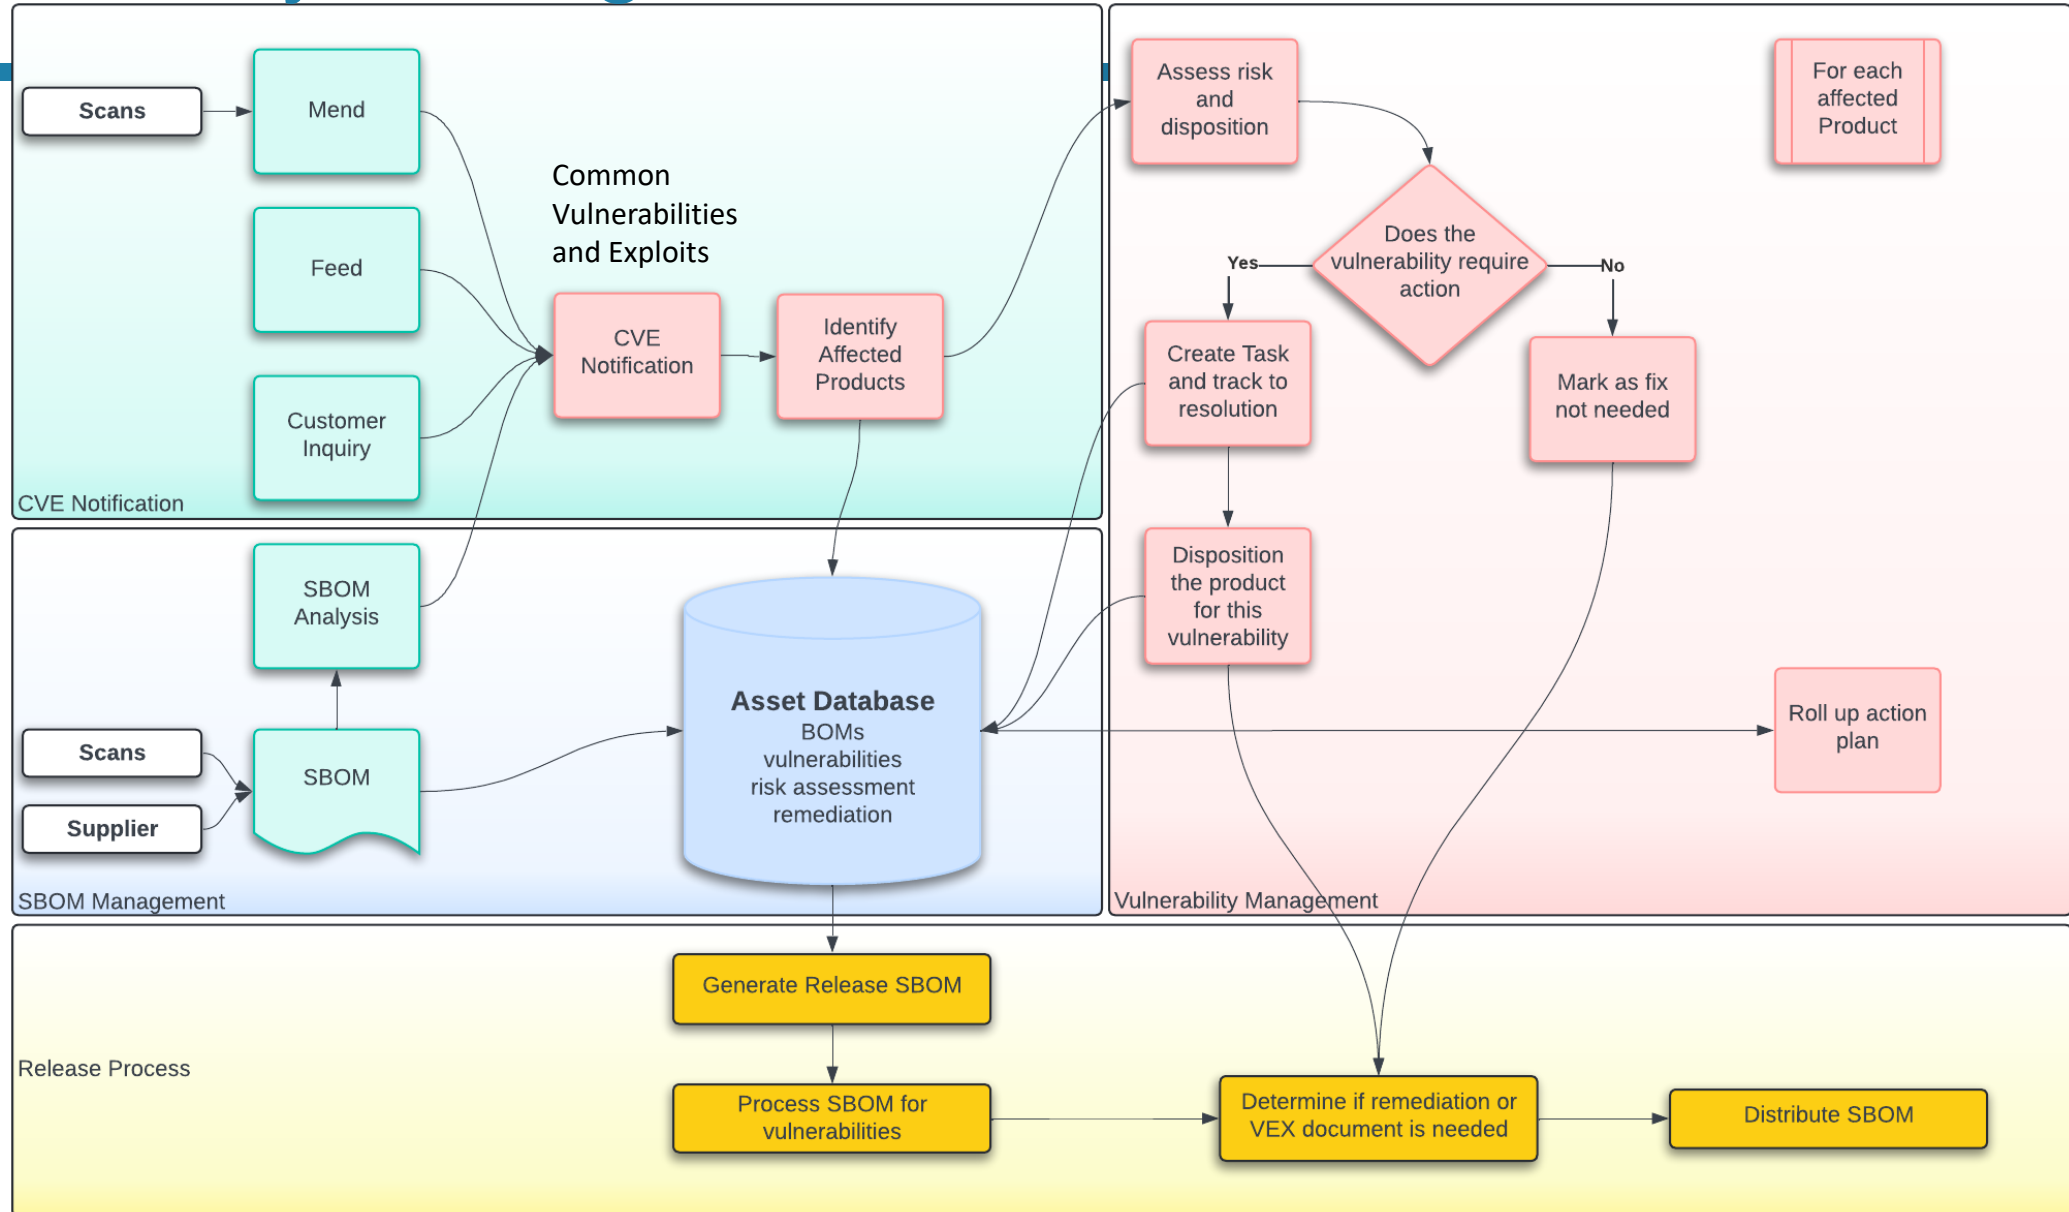 Scans
Mend
Feed
Customer
Inquiry
Common
Vulnerabilities
and Exploits
CVE
Notification
Identify
Affected
Products
CVE Notification
Assess risk
and
disposition
For each
affected
Product
Does the
vulnerability require
action
Yes
No
Create Task
and track to
resolution
Mark as fix
not needed
Disposition
the product
for this
vulnerability
Roll up action
plan
Vulnerability Management
SBOM
Analysis
Scans
Supplier
SBOM
Asset Database
BOMs
vulnerabilities
risk assessment
remediation
SBOM Management
Release Process
Generate Release SBOM
Process SBOM for
vulnerabilities
Determine if remediation or
VEX document is needed
Distribute SBOM